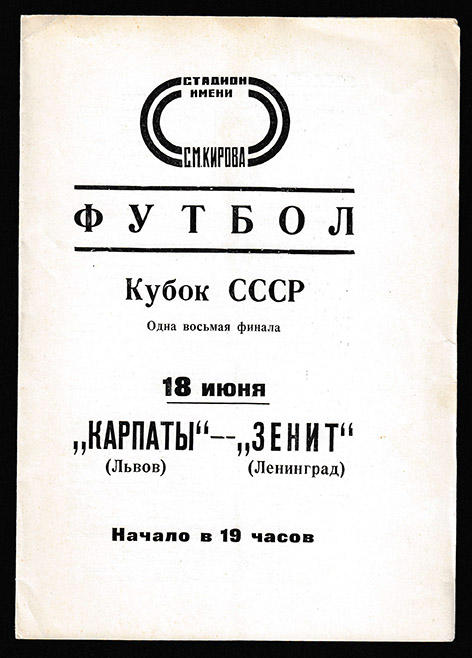 СТАДИОН
ИМЕНИ
С.М.КИРОВА
ФУТБОЛ
Кубок СССР
Одна восьмая финала
18 июня
„КАРПАТЫ“—„ЗЕНИТ“
(Львов) (Ленинград)
Начало в 19 часов